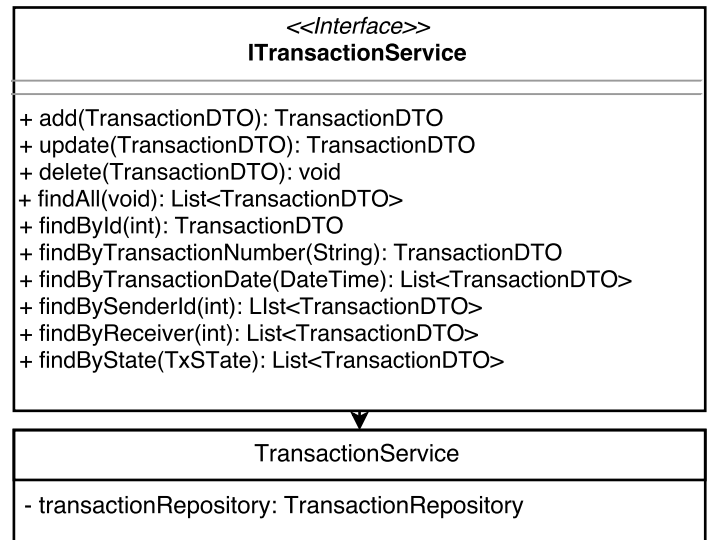 <<Interface>>
ITransactionService
+ add(TransactionDTO): TransactionDTO
+ update(TransactionDTO): TransactionDTO
+ delete(TransactionDTO): void
+ findAll(void): List<TransactionDTO>
+ findById(int): TransactionDTO
+ findByTransactionNumber(String): TransactionDTO
+ findByTransactionDate(DateTime): List<TransactionDTO>
+ findBySenderId(int): LIst<TransactionDTO>
+ findByReceiver(int): List<TransactionDTO>
+ findByState(TxSTate): List<TransactionDTO>
TransactionService
- transactionRepository: TransactionRepository